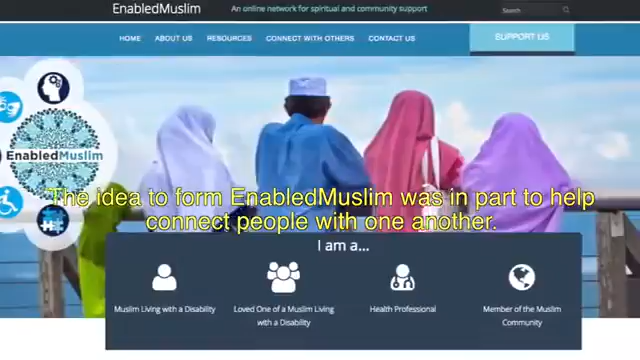 EnabledMuslim
An online network for spiritual and community support
Search
HOME ABOUT US RESOURCES CONNECT WITH OTHERS CONTACT US
SUPPORT US
EnabledMuslim
The idea to form EnabledMuslim was in part to help
connect people with one another.
I am a...
Muslim Living with a Disability
Loved One of a Muslim Living
with a Disability
Health Professional
Member of the Muslim
Community